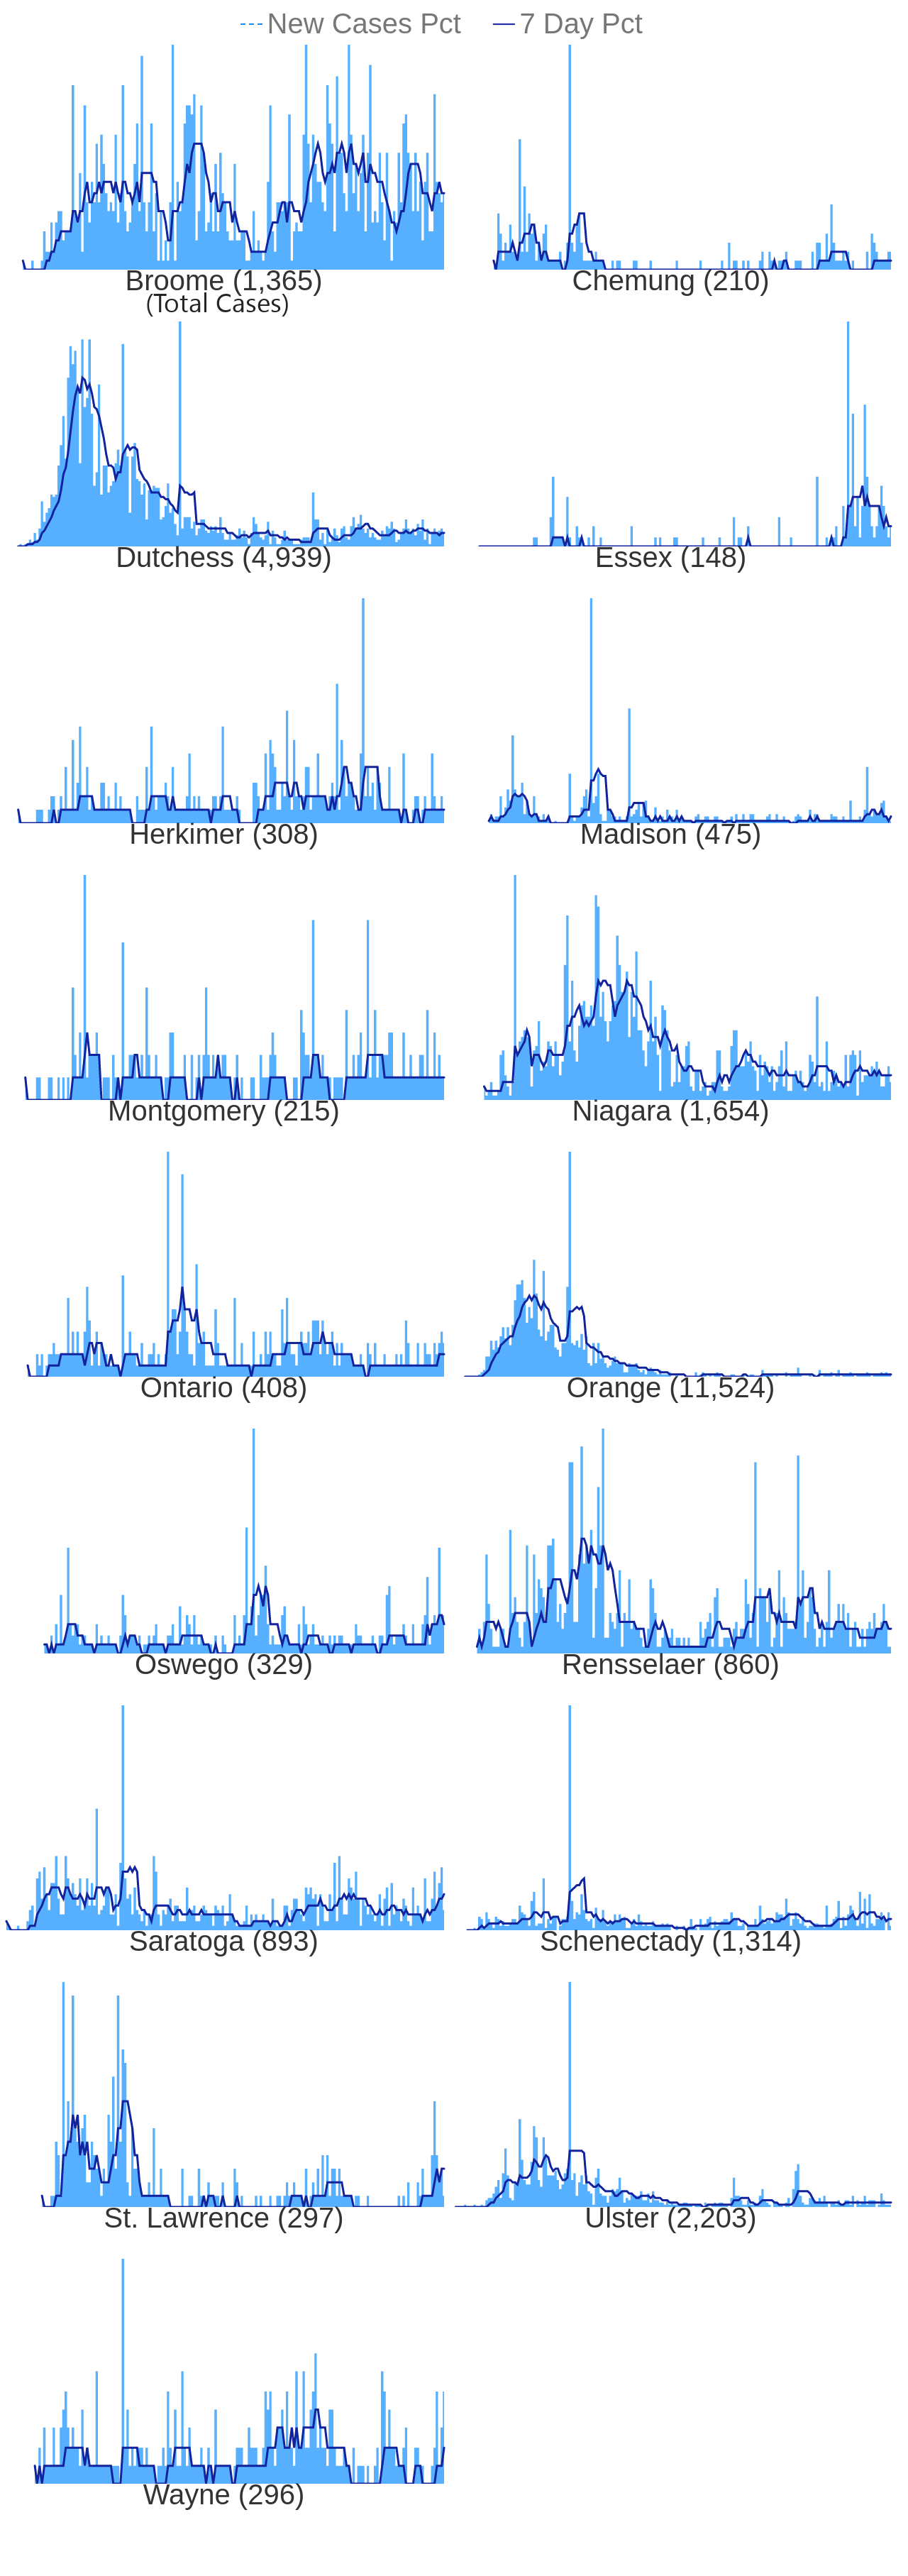 New Cases Pct 7 Day Pct
Broome (1,365) Chemung (210)
(Total Cases)
Dutchess (4,939) Essex (148)
Herkimer (308) Madison (475)
Montgomery (215) Niagara (1,654)
Ontario (408) Orange (11,524)
Oswego (329) Rensselaer (860)
Saratoga (893) Schenectady (1,314)
St. Lawrence (297) Ulster (2,203)
Wayne (296)